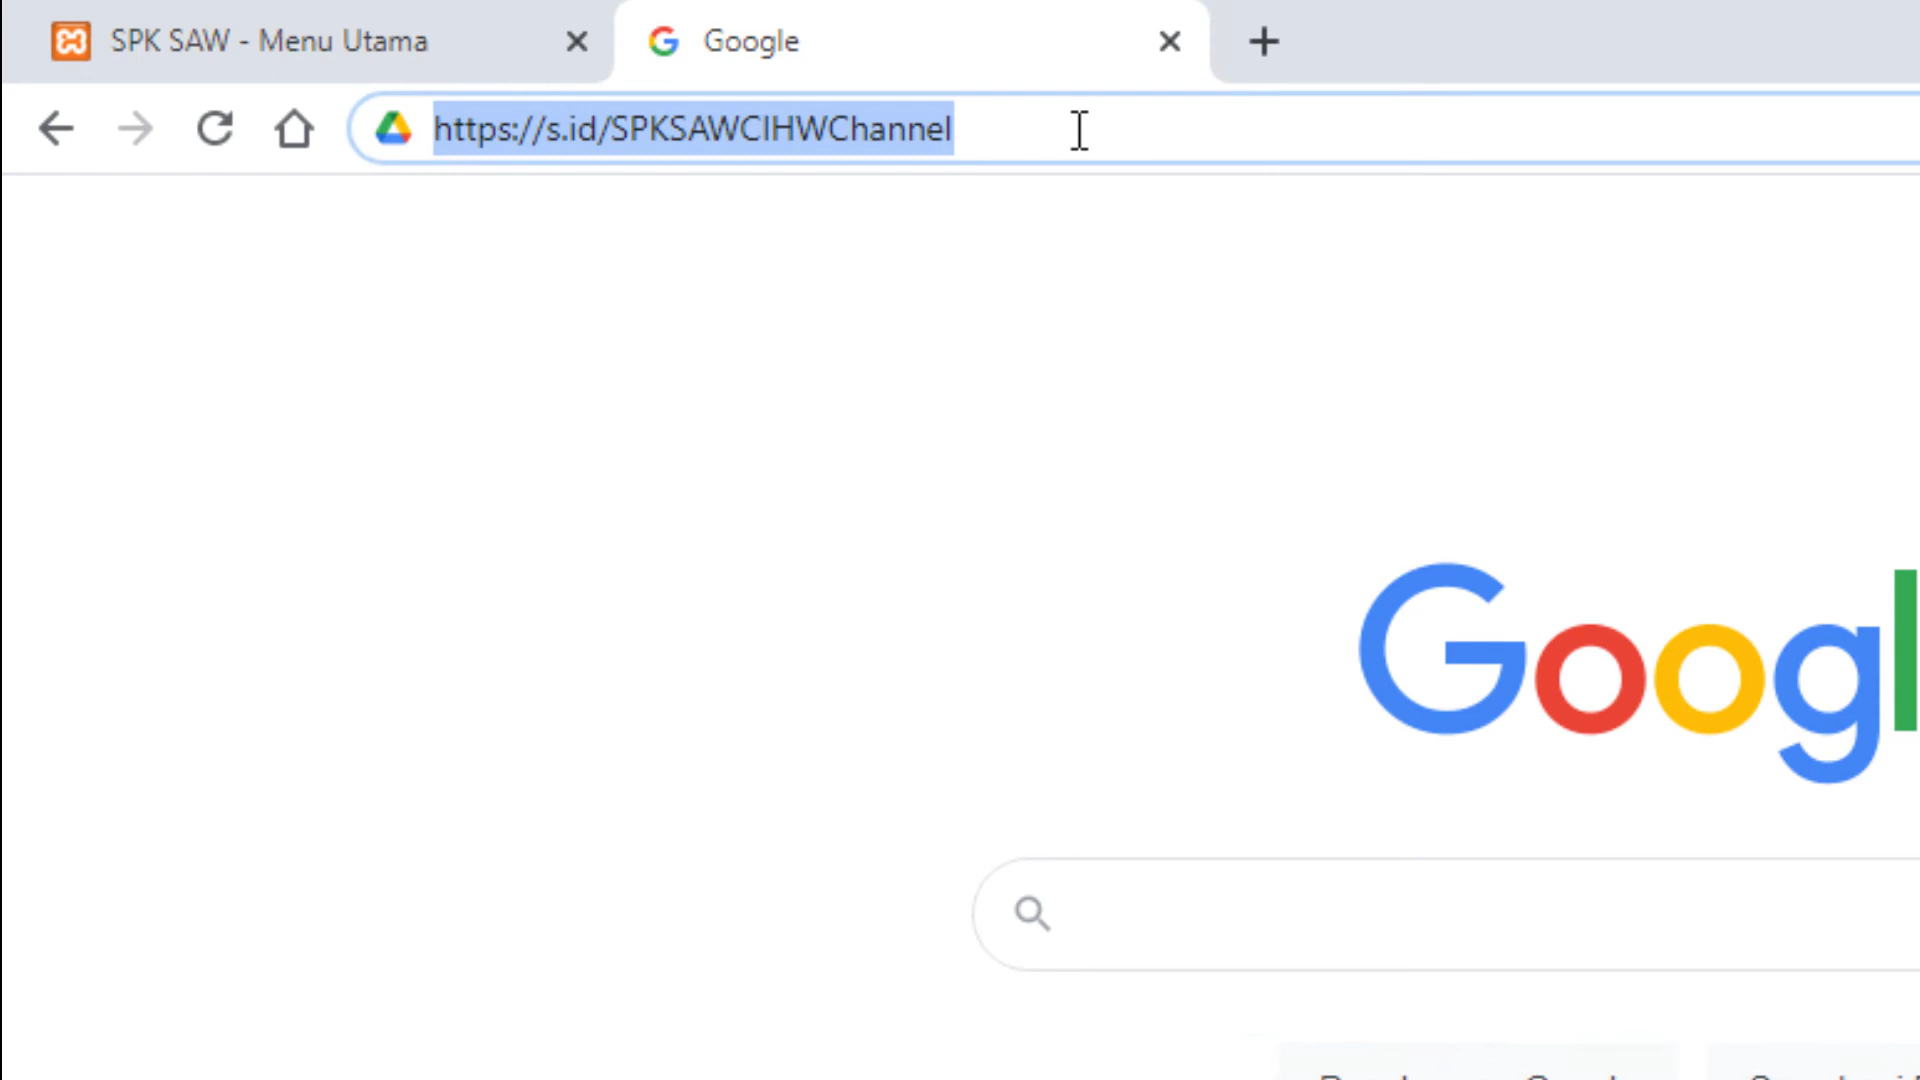 SPK SAW - Menu Utama
Google
https://s.id/SPKSAWCIHWChannel
Googl